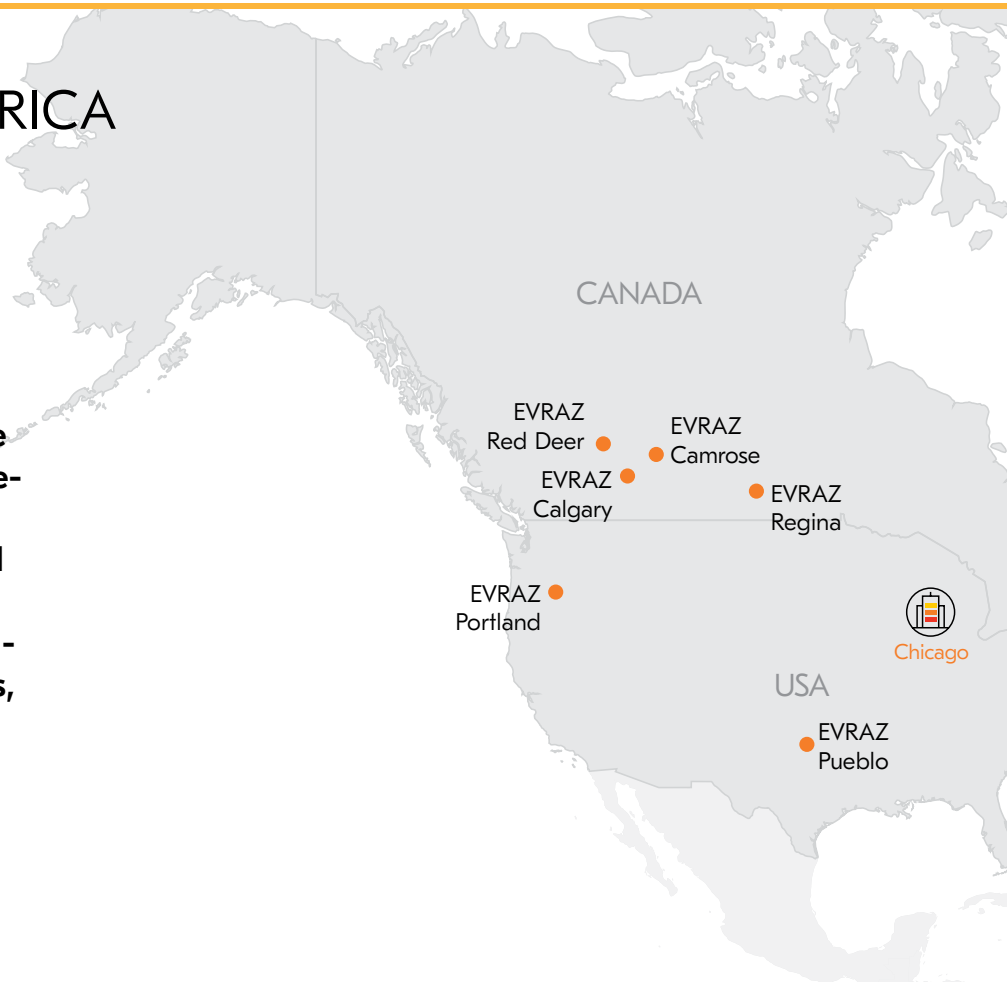 RICA
CANADA
EVRAZ
Red Deer
EVRAZ
Camrose
EVRAZ
Calgary
EVRAZ
Regina
EVRAZ
Portland
Chicago
USA
EVRAZ
Pueblo
e
e-
l
-
s,